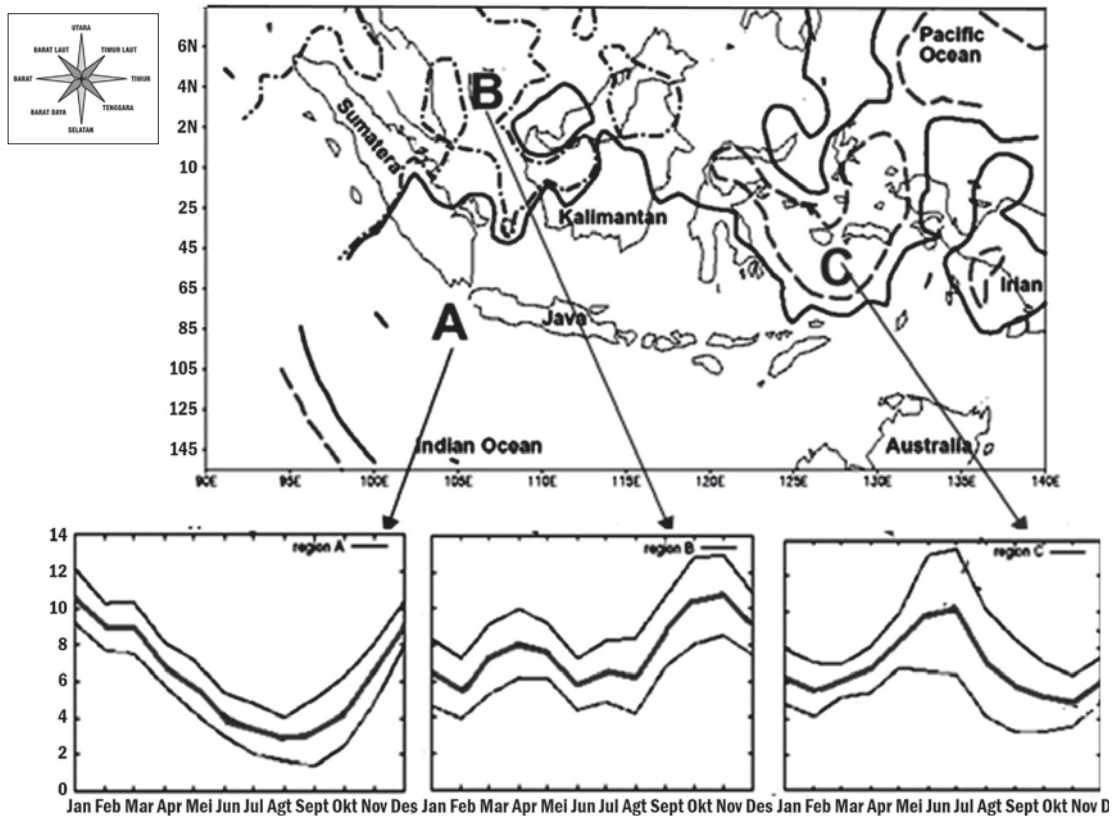 UTARA
BARAT LAUT TIMUR LAUT
BARAT TIMUR
BARAT DAYA TENGGARA
SELATAN
6N
4N
2N
10
25
45
65
85
105
125
145
90E 95E 100E 105E 110E 115E 120E 125E 130E 135E 140E
Pacific
Ocean
B
Sumatera
Kalimantan
C
Irian
A
Java
Indian Ocean
Australia
14
12
10
8
6
4
2
0
region A
region B
region C
Jan Feb Mar Apr Mei Jun Jul Agt Sept Okt Nov Des
Jan Feb Mar Apr Mei Jun Jul Agt Sept Okt Nov Des
Jan Feb Mar Apr Mei Jun Jul Agt Sept Okt Nov D